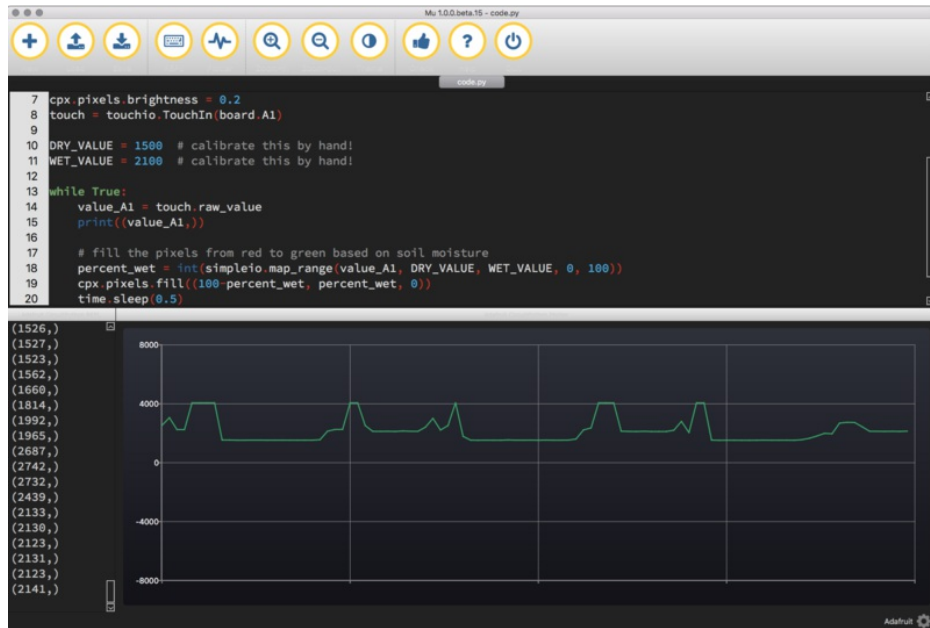 Mu 1.0.0.beta.15 - code.py
?
code.py
7 cpx.pixels.brightness = 0.2
8 touch = touchio.TouchIn(board.A1)
9
10 DRY_VALUE = 1500 # calibrate this by hand!
11 WET_VALUE = 2100 # calibrate this by hand!
12
13 while True:
14 value_A1 = touch.raw_value
15 print((value_A1,))
16
17 # fill the pixels from red to green based on soil moisture
18 percent_wet = int(simpleio.map_range(value_A1, DRY_VALUE, WET_VALUE, 0, 100))
19 cpx.pixels.fill((100-percent_wet, percent_wet, 0))
20 time.sleep(0.5)
(1526,)
(1527,)
(1523,)
(1562,)
(1660,)
(1814,)
(1992,)
(1965,)
(2687,)
(2742,)
(2732,)
(2439,)
(2133,)
(2130,)
(2123,)
(2131,)
(2123,)
(2141,)
8000
4000
0
-4000
-8000
Adafruit